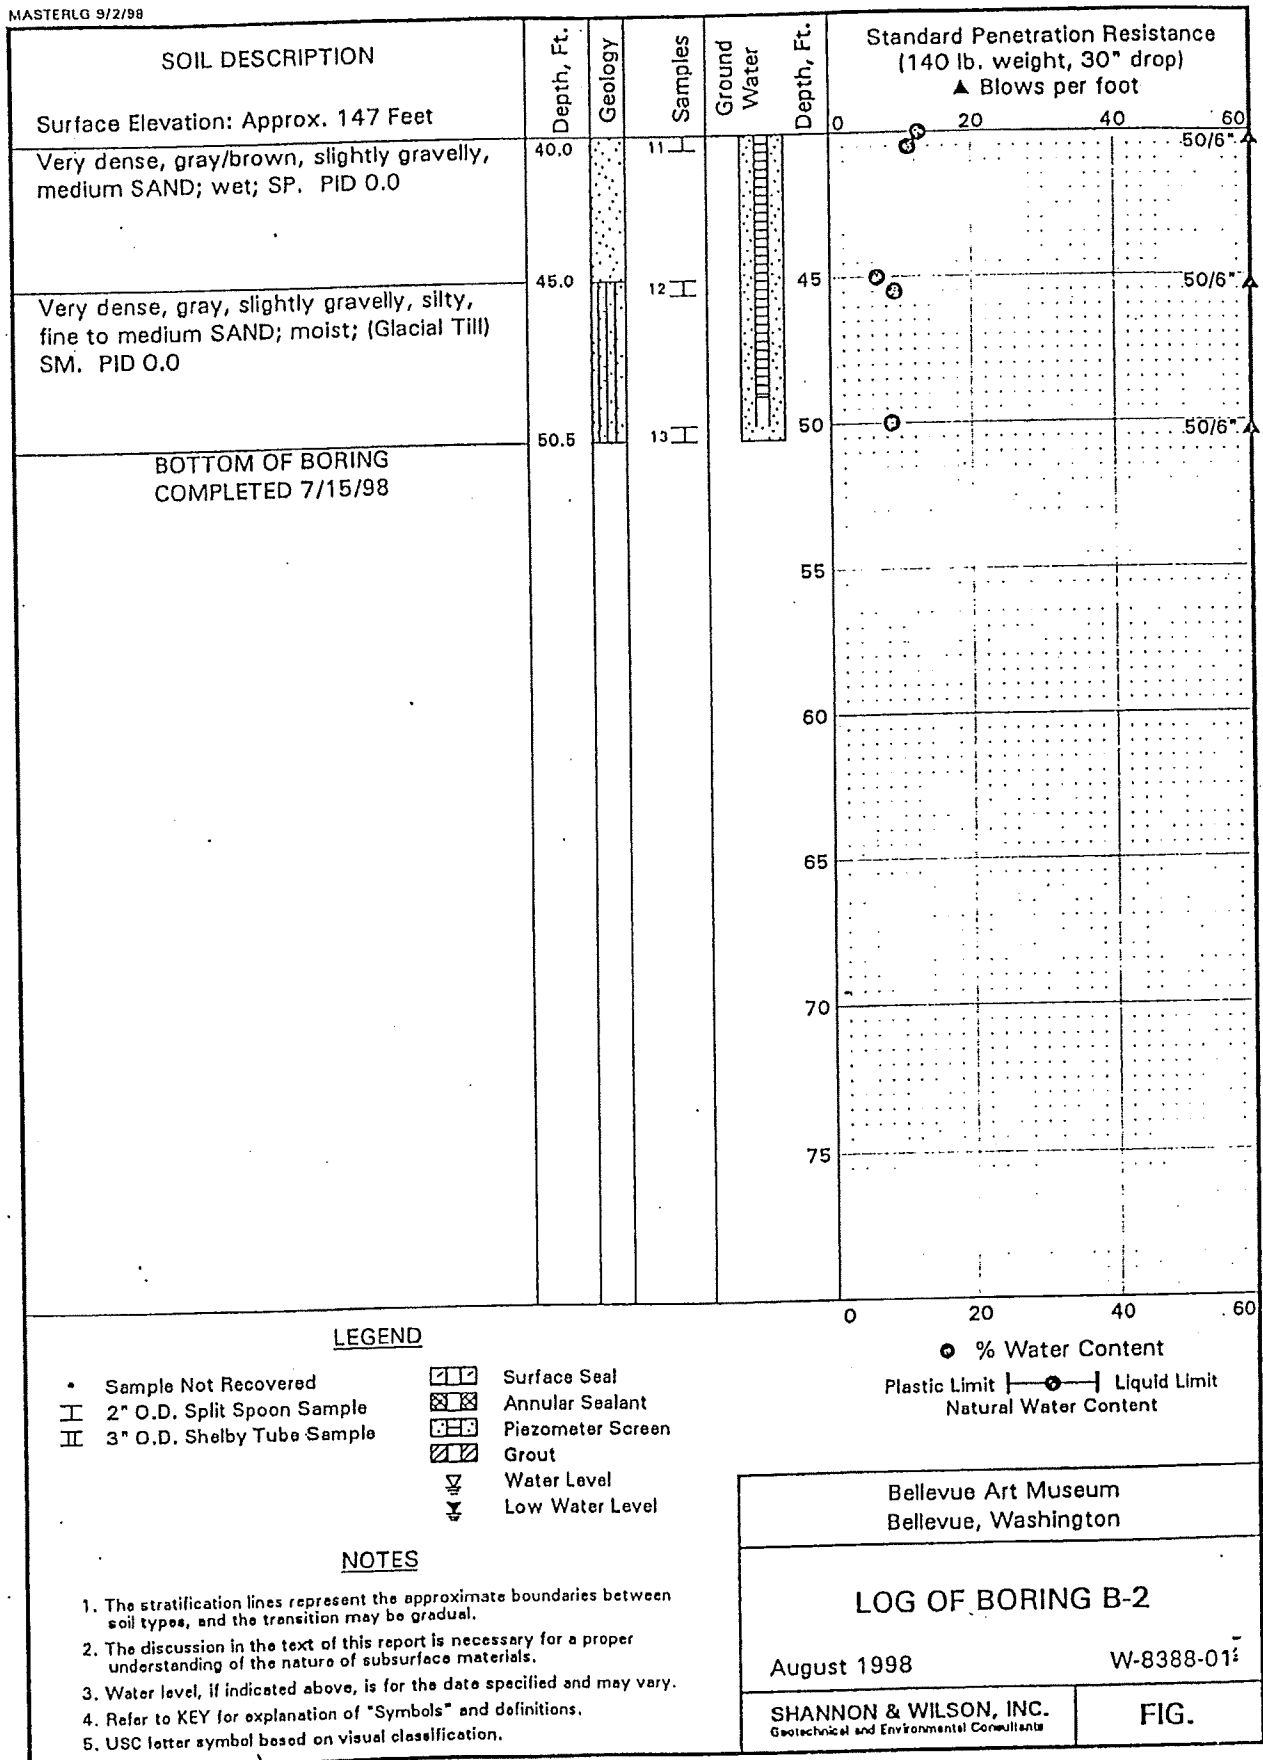 MASTERLG 9/2/98
SOIL DESCRIPTION
Surface Elevation: Approx. 147 Feet
Depth, Ft.
Geology
Samples
Ground
Water
Depth, Ft.
Standard Penetration Resistance
(140 lb. weight, 30" drop)
▲ Blows per foot
0 20 40 60
Very dense, gray/brown, slightly gravelly,
medium SAND; wet; SP. PID 0.0
40.0
11
50/6"
45.0
12
45
50/6"
Very dense, gray, slightly gravelly, silty,
fine to medium SAND; moist; (Glacial Till)
SM. PID 0.0
50.5
13
50
50/6"
BOTTOM OF BORING
COMPLETED 7/15/98
55
60
65
70
75
0 20 40 60
LEGEND
• Sample Not Recovered
2" O.D. Split Spoon Sample
3" O.D. Shelby Tube Sample
Surface Seal
Annular Sealant
Piezometer Screen
Grout
Water Level
Low Water Level
% Water Content
Plastic Limit Liquid Limit
Natural Water Content
NOTES
1. The stratification lines represent the approximate boundaries between
soil types, and the transition may be gradual.
2. The discussion in the text of this report is necessary for a proper
understanding of the nature of subsurface materials.
3. Water level, if indicated above, is for the date specified and may vary.
4. Refer to KEY for explanation of "Symbols" and definitions.
5. USC letter symbol based on visual classification.
Bellevue Art Museum
Bellevue, Washington
LOG OF BORING B-2
August 1998 W-8388-01
SHANNON & WILSON, INC.
Geotechnical and Environmental Consultants
FIG.